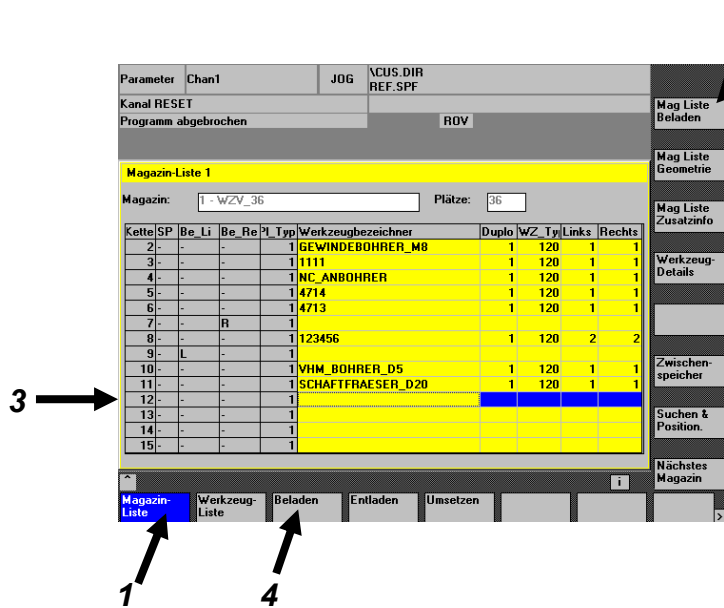 Parameter Chan1 JOG \CUS.DIR
REF.SPF
Kanal RESET
Programm abgebrochen ROV
Mag Liste
Beladen
Mag Liste
Geometrie
Mag Liste
Zusatzinfo
Werkzeug-
Details
Zwischen-
speicher
Suchen &
Position.
Nächstes
Magazin
Magazin-Liste 1
Magazin: 1 - WZV_36 Plätze: 36
Kette SP Be_Li Be_Re Pl_Typ Werkzeugbezeichner Duplo WZ_Ty Links Rechts
2 - - - 1 GEWINDEBOHRER_M8 1 120 1 1
3 - - - 1 1111 1 120 1 1
4 - - - 1 NC_ANBOHRER 1 120 1 1
5 - - - 1 4714 1 120 1 1
6 - - - 1 4713 1 120 1 1
7 - - R 1
8 - - - 1 123456 1 120 2 2
9 - L - 1
10 - - - 1 VHM_BOHRER_D5 1 120 1 1
11 - - - 1 SCHAFTFRAESER_D20 1 120 1 1
12 - - - 1
13 - - - 1
14 - - - 1
15 - - - 1
3
^ i
Magazin-
Liste
Werkzeug-
Liste
Beladen
Entladen
Umsetzen
>
1 4